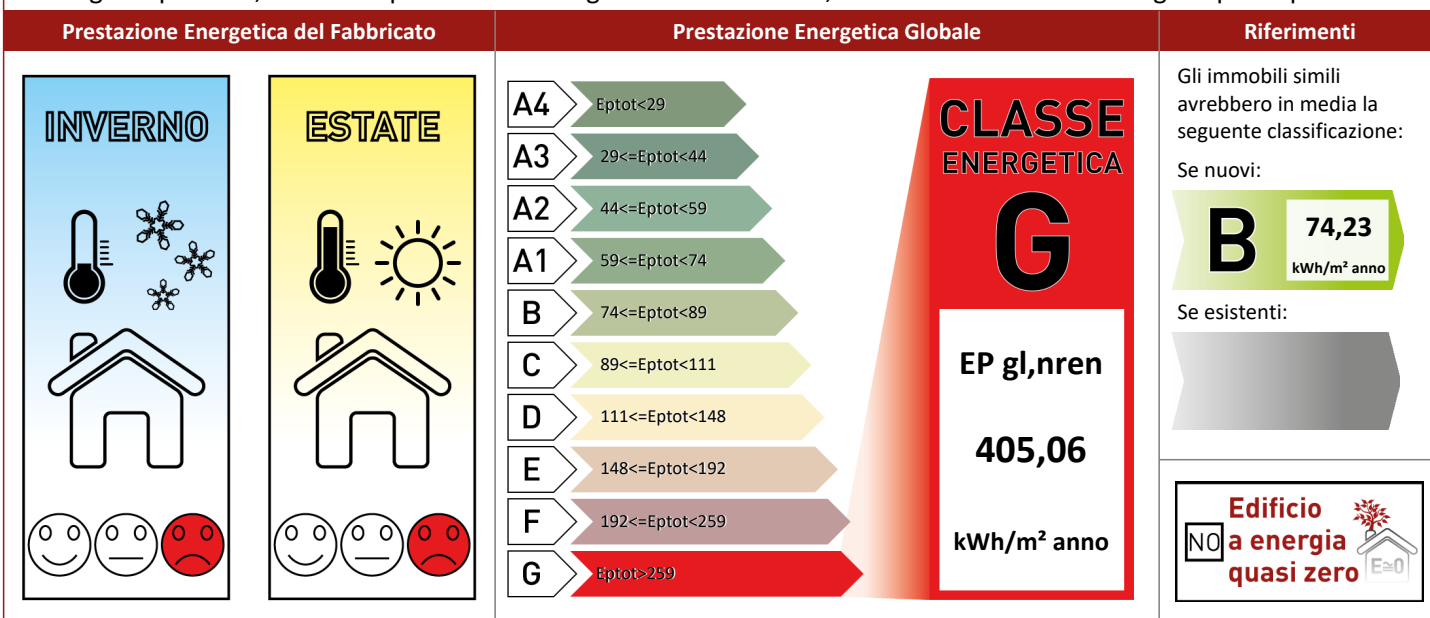 Prestazione Energetica del Fabbricato
Prestazione Energetica Globale
Riferimenti
INVERNO
ESTATE
A4 Eptot<29
A3 29<=Eptot<44
A2 44<=Eptot<59
A1 59<=Eptot<74
B 74<=Eptot<89
C 89<=Eptot<111
D 111<=Eptot<148
E 148<=Eptot<192
F 192<=Eptot<259
G Eptot>259
CLASSE
ENERGETICA
G
EP gl,nren
405,06
kWh/m² anno
Gli immobili simili
avrebbero in media la
seguente classificazione:
Se nuovi:
B
74,23
kWh/m² anno
Se esistenti:
NO
Edificio
a energia
quasi zero
E≅0